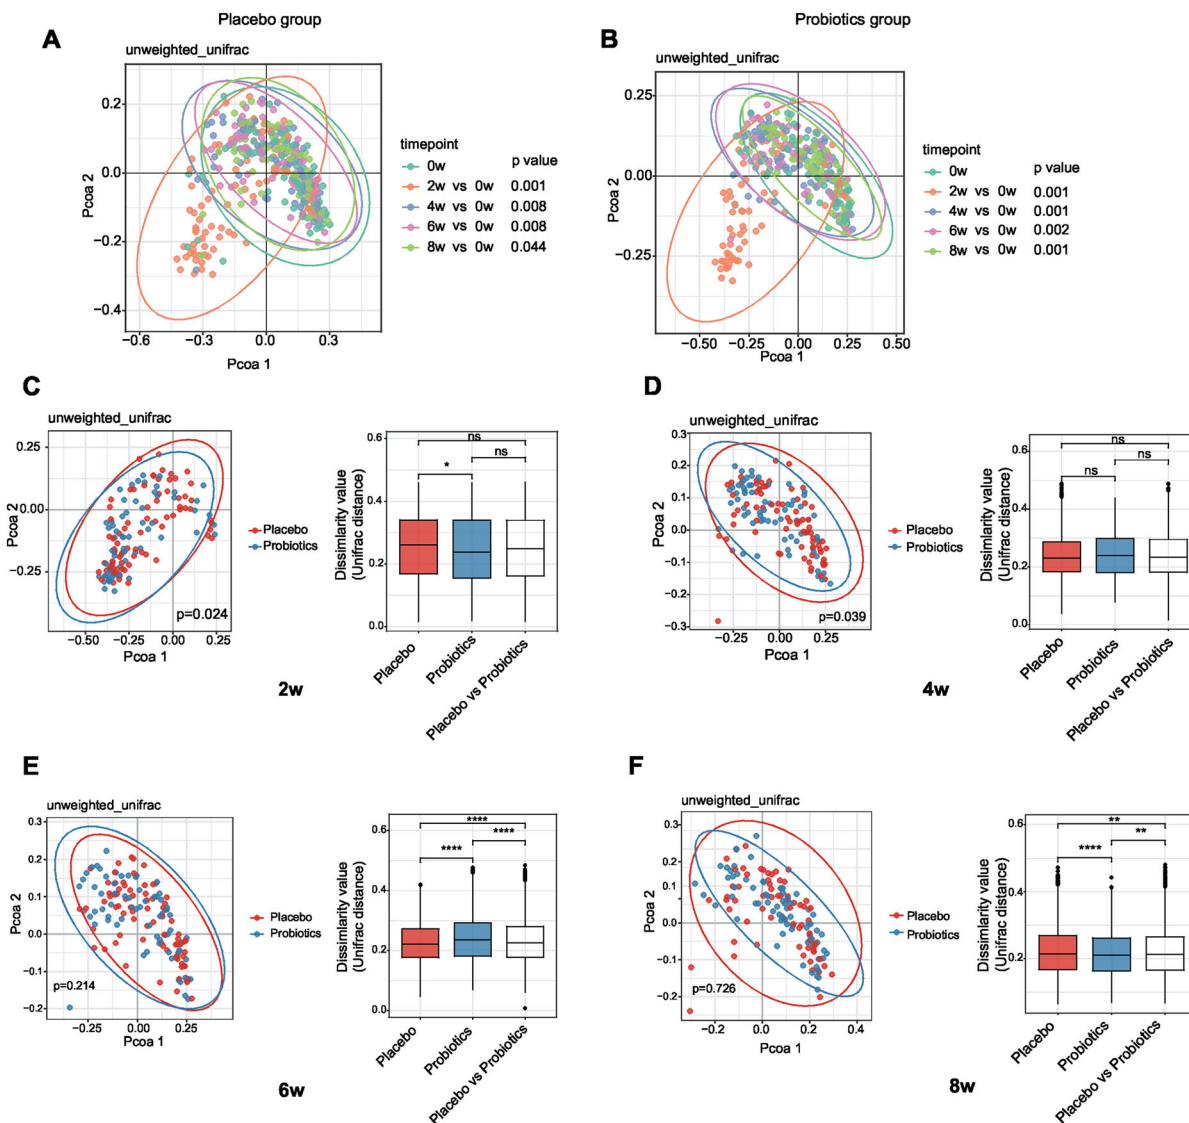 Placebo group
Probiotics group
A
unweighted_unifrac
0.2
0.0
−0.2
−0.4
−0.6
−0.3
0.0
0.3
Pcoa 2
Pcoa 1
timepoint
p value
0w
2w vs 0w 0.001
4w vs 0w 0.008
6w vs 0w 0.008
8w vs 0w 0.044
B
unweighted_unifrac
0.25
0.00
−0.25
−0.50
−0.25
0.00
0.25
0.50
Pcoa 2
Pcoa 1
timepoint
p value
0w
2w vs 0w 0.001
4w vs 0w 0.001
6w vs 0w 0.002
8w vs 0w 0.001
C
unweighted_unifrac
0.25
0.00
−0.25
−0.50
−0.25
0.00
0.25
Pcoa 2
Pcoa 1
p=0.024
Placebo
Probiotics
Dissimilarity value
(Unifrac distance)
0.6
0.4
0.2
0.0
ns
ns
*
Placebo
Probiotics
Placebo vs Probiotics
2w
D
unweighted_unifrac
0.3
0.2
0.1
0.0
−0.1
−0.2
−0.3
−0.25
0.00
0.25
Pcoa 2
Pcoa 1
p=0.039
Placebo
Probiotics
Dissimilarity value
(Unifrac distance)
0.6
0.4
0.2
0.0
ns
ns
ns
Placebo
Probiotics
Placebo vs Probiotics
4w
E
unweighted_unifrac
0.3
0.2
0.1
0.0
−0.1
−0.2
−0.25
0.00
0.25
Pcoa 2
Pcoa 1
p=0.214
Placebo
Probiotics
Dissimilarity value
(Unifrac distance)
0.6
0.4
0.2
0.0
****
****
****
Placebo
Probiotics
Placebo vs Probiotics
6w
F
unweighted_unifrac
0.3
0.2
0.1
0.0
−0.1
−0.2
−0.2
0.0
0.2
0.4
Pcoa 2
Pcoa 1
p=0.726
Placebo
Probiotics
Dissimilarity value
(Unifrac distance)
0.6
0.4
0.2
**
**
****
Placebo
Probiotics
Placebo vs Probiotics
8w